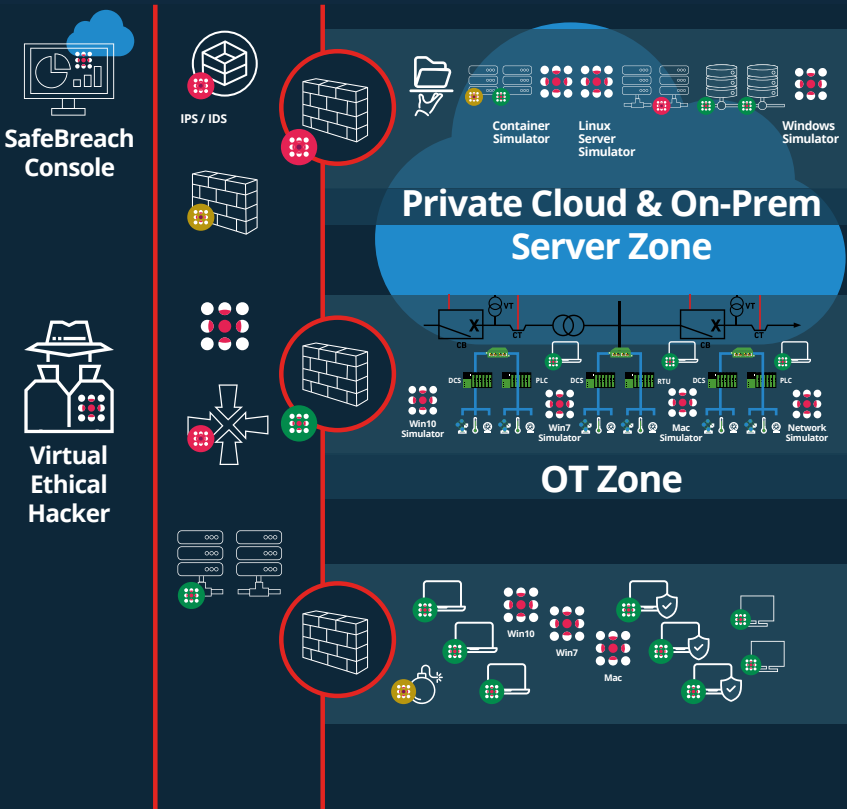 SafeBreach
Console
IPS / IDS
Virtual
Ethical
Hacker
Container
Simulator
Linux
Server
Simulator
Windows
Simulator
Private Cloud & On-Prem
Server Zone
VT
VT
X
X
CT
CT
CB
CB
DCS
PLC
DCS
RTU
DCS
PLC
Win10
Simulator
Win7
Simulator
Mac
Simulator
Network
Simulator
OT Zone
Win10
Win7
Mac